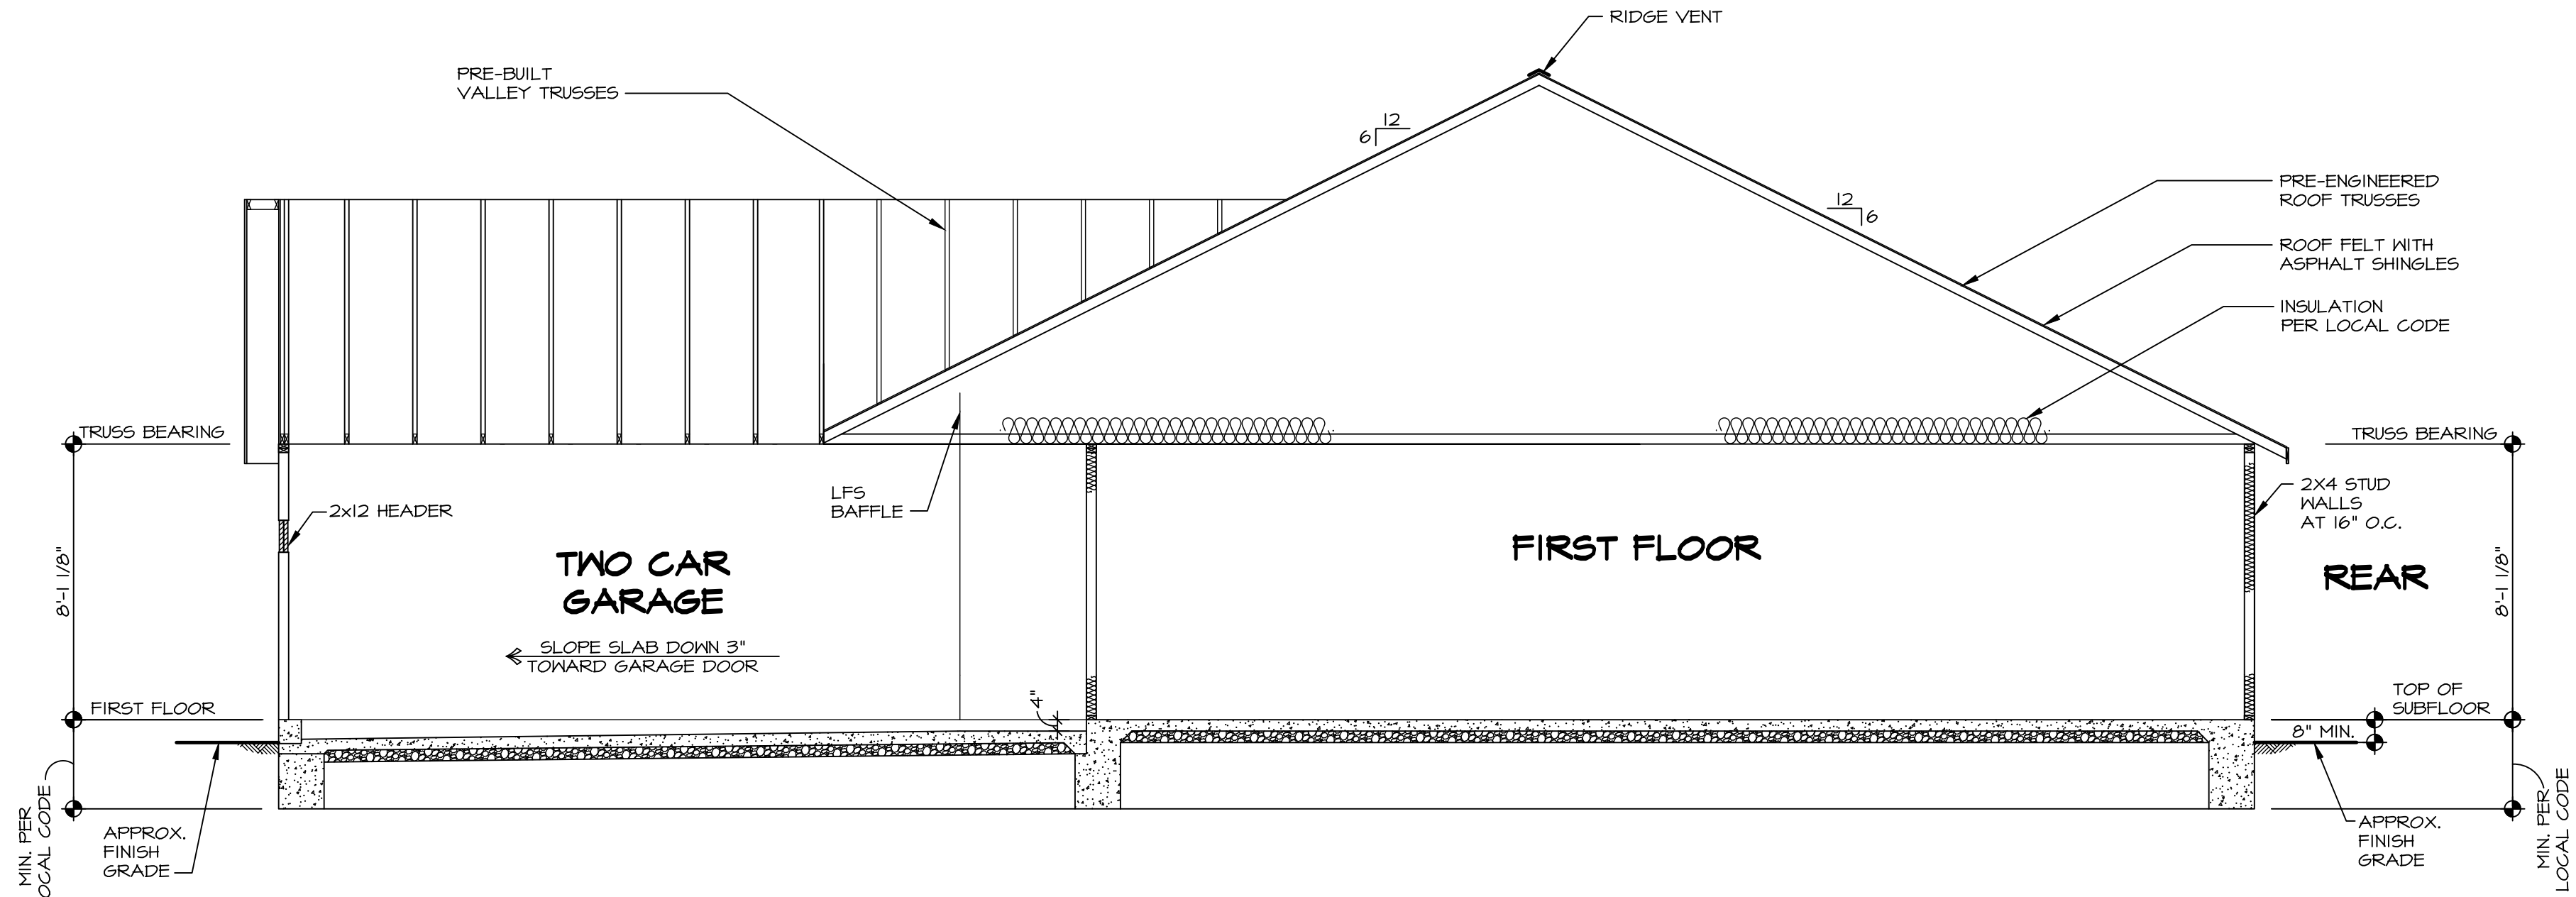 RIDGE VENT
PRE-BUILT
VALLEY TRUSSES
12
6
12
6
PRE-ENGINEERED
ROOF TRUSSES
ROOF FELT WITH
ASPHALT SHINGLES
INSULATION
PER LOCAL CODE
TRUSS BEARING
TRUSS BEARING
LFS
BAFFLE
2x12 HEADER
2X4 STUD
WALLS
AT 16" O.C.
TWO CAR
GARAGE
FIRST FLOOR
REAR
8'-1 1/8"
8'-1 1/8"
SLOPE SLAB DOWN 3"
TOWARD GARAGE DOOR
4"
FIRST FLOOR
TOP OF
SUBFLOOR
8" MIN.
MIN. PER
OCAL CODE
APPROX.
FINISH
GRADE
APPROX.
FINISH
GRADE
MIN. PER
LOCAL CODE